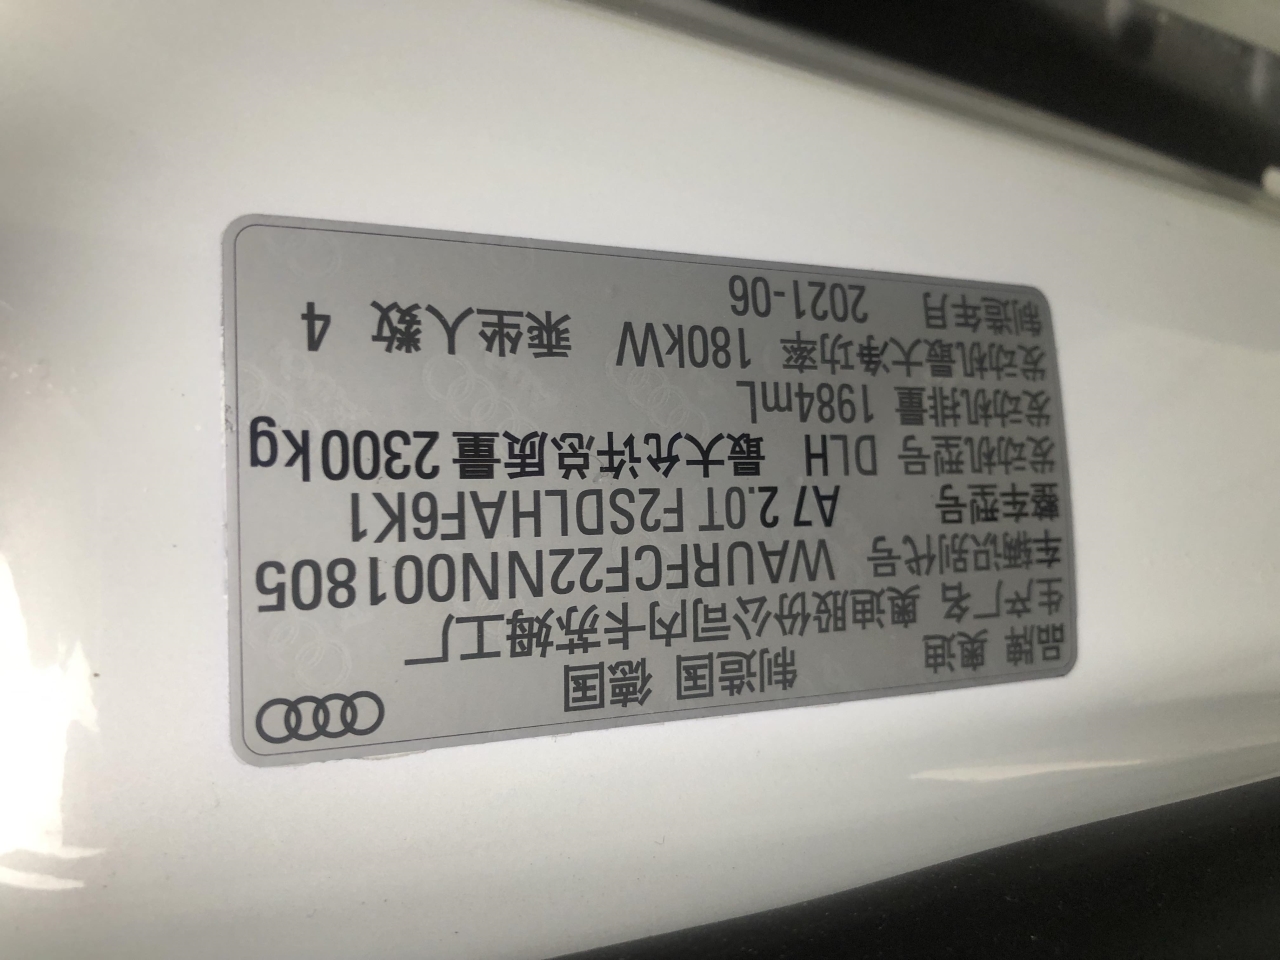 品牌 奥迪 制造国 德国
生产厂名 奥迪股份公司内卡苏姆工厂
车辆识别代号 WAURFCF22NN001805
整车型号 A7 2.0T F2SDLHAF6K1
发动机型号 DLH 最大允许总质量 2300kg
发动机排量 1984mL
发动机最大净功率 180kW 乘坐人数 4
制造年月 2021-06